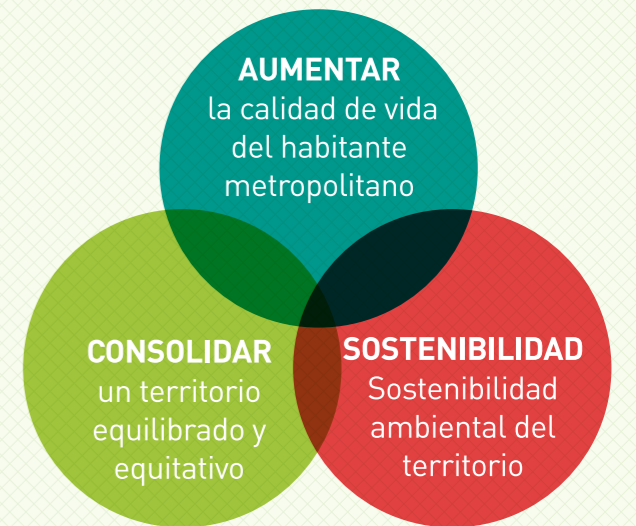 AUMENTAR
la calidad de vida
del habitante
metropolitano
CONSOLIDAR
un territorio
equilibrado y
equitativo
SOSTENIBILIDAD
Sostenibilidad
ambiental del
territorio